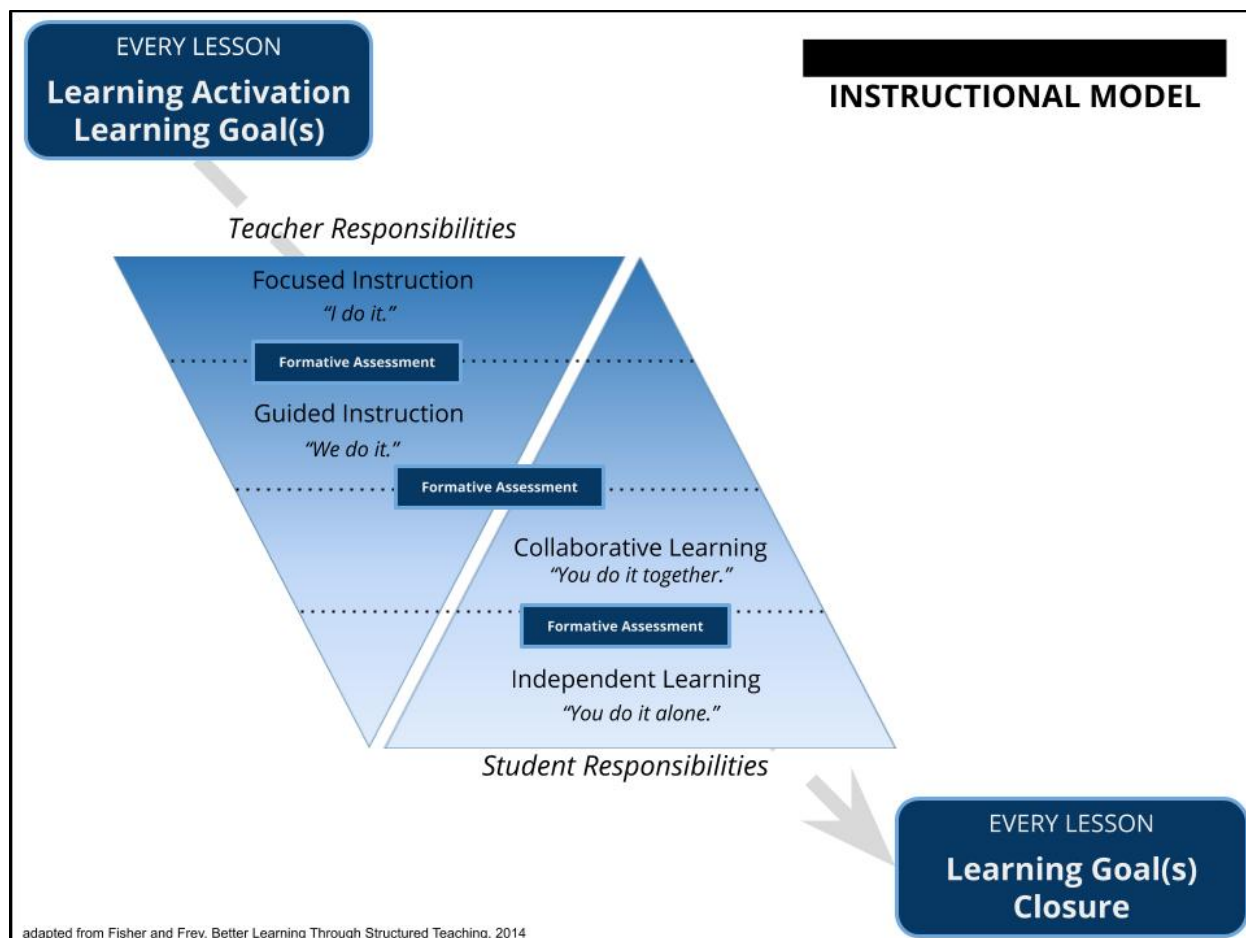 EVERY LESSON
Learning Activation
Learning Goal(s)
INSTRUCTIONAL MODEL
Teacher Responsibilities
Focused Instruction
“I do it.”
Formative Assessment
Guided Instruction
“We do it.”
Formative Assessment
Collaborative Learning
“You do it together.”
Formative Assessment
Independent Learning
“You do it alone.”
Student Responsibilities
EVERY LESSON
Learning Goal(s)
Closure
adapted from Fisher and Frey, Better Learning Through Structured Teaching, 2014